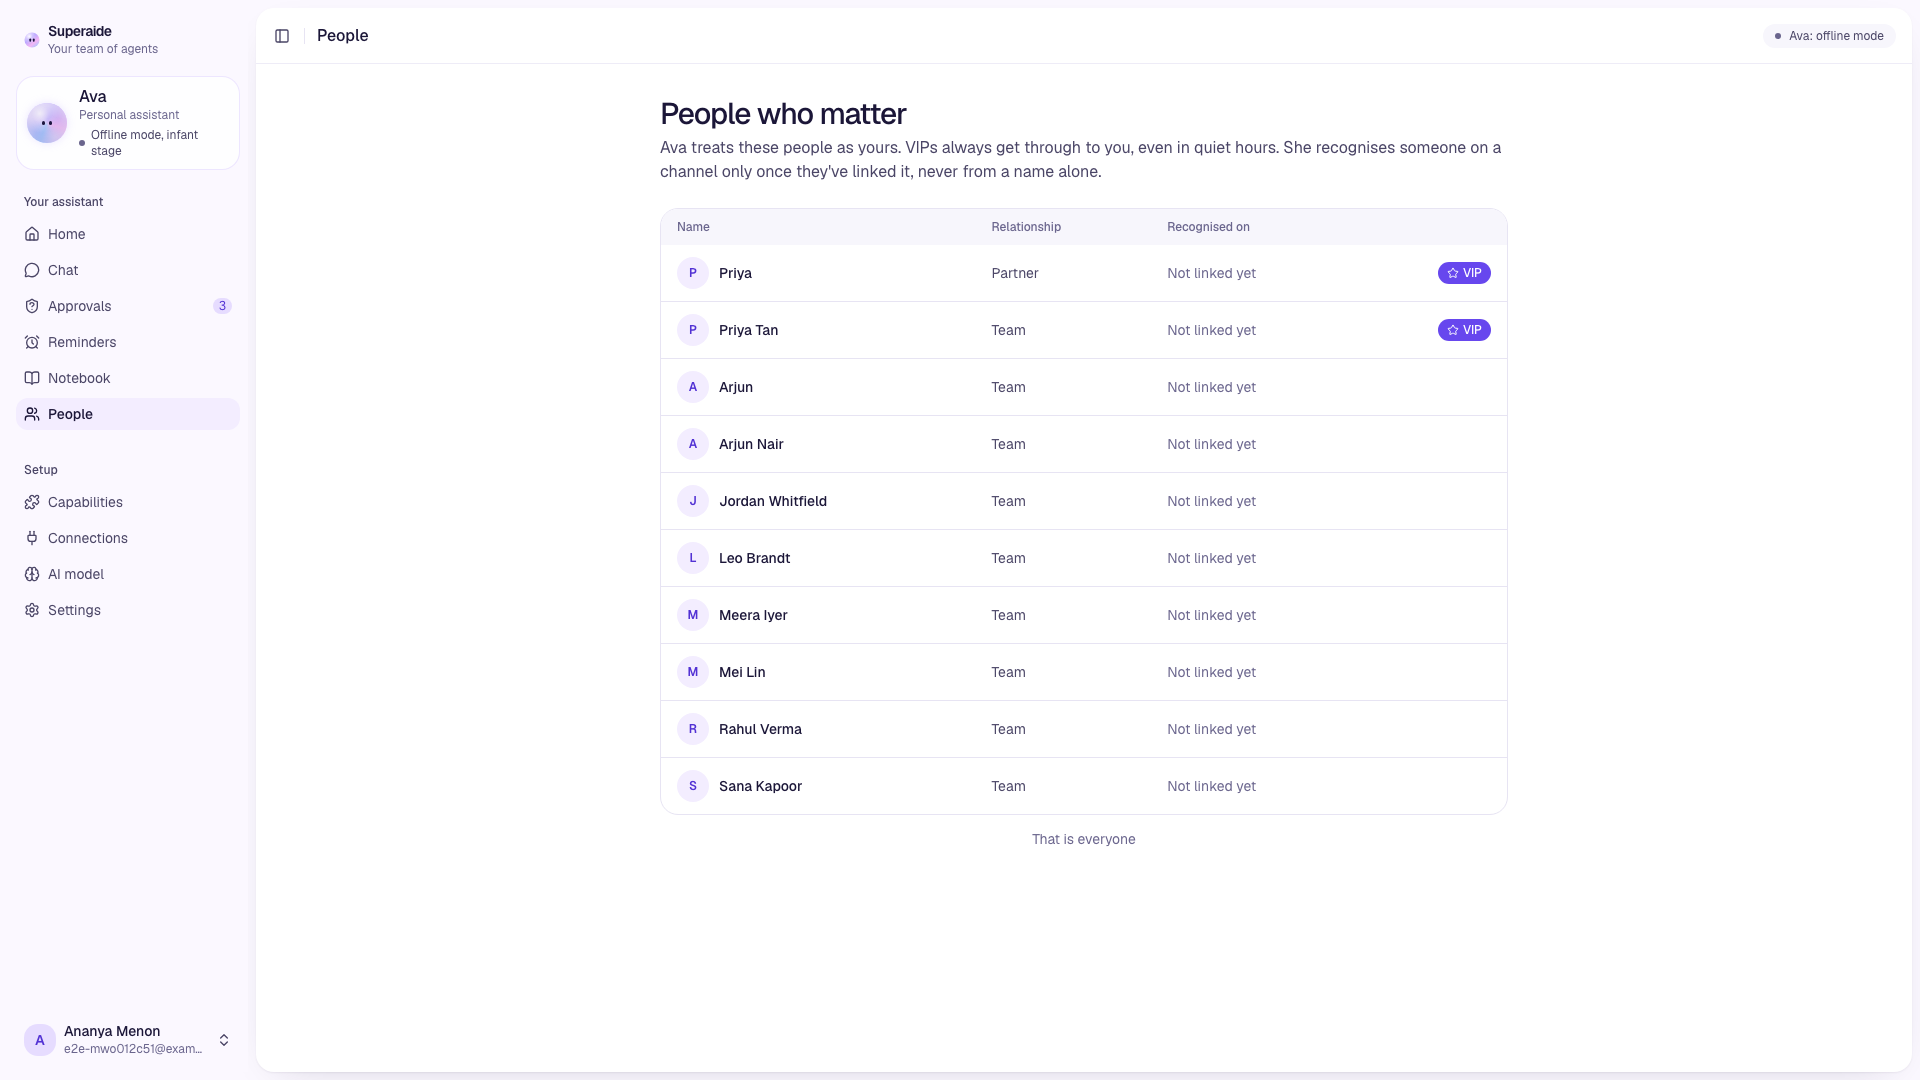 Superaide
Your team of agents
Ava
Personal assistant
Offline mode, infant
stage
Your assistant
Home
Chat
Approvals 3
Reminders
Notebook
People
Setup
Capabilities
Connections
AI model
Settings
A
Ananya Menon
e2e-mwo012c51@exam...
People
Ava: offline mode
People who matter
Ava treats these people as yours. VIPs always get through to you, even in quiet hours. She recognises someone on a
channel only once they've linked it, never from a name alone.
Name Relationship Recognised on
P Priya Partner Not linked yet VIP
P Priya Tan Team Not linked yet VIP
A Arjun Team Not linked yet
A Arjun Nair Team Not linked yet
J Jordan Whitfield Team Not linked yet
L Leo Brandt Team Not linked yet
M Meera Iyer Team Not linked yet
M Mei Lin Team Not linked yet
R Rahul Verma Team Not linked yet
S Sana Kapoor Team Not linked yet
That is everyone